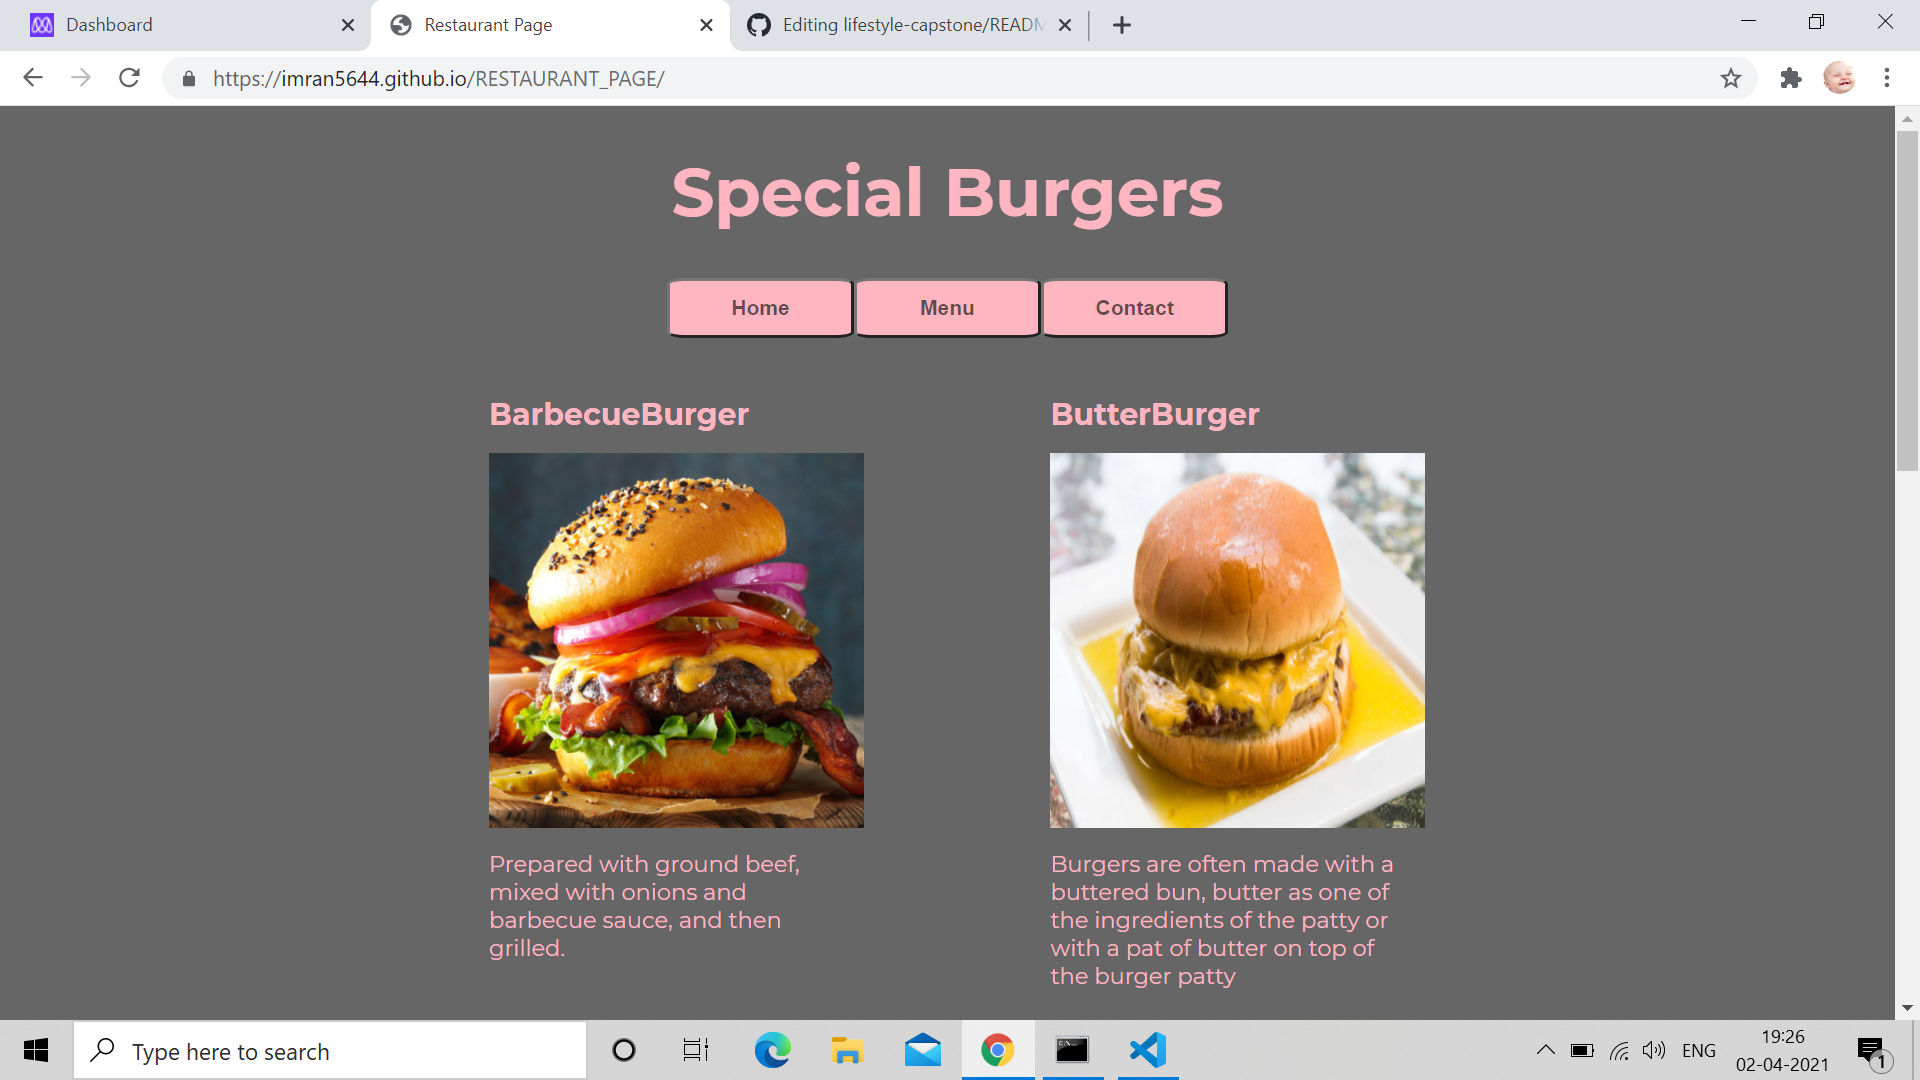 Dashboard
Restaurant Page
Editing lifestyle-capstone/READM
https://imran5644.github.io/RESTAURANT_PAGE/
Special Burgers
Home
Menu
Contact
BarbecueBurger
Prepared with ground beef,
mixed with onions and
barbecue sauce, and then
grilled.
ButterBurger
Burgers are often made with a
buttered bun, butter as one of
the ingredients of the patty or
with a pat of butter on top of
the burger patty
Type here to search
ENG
19:26
02-04-2021
1